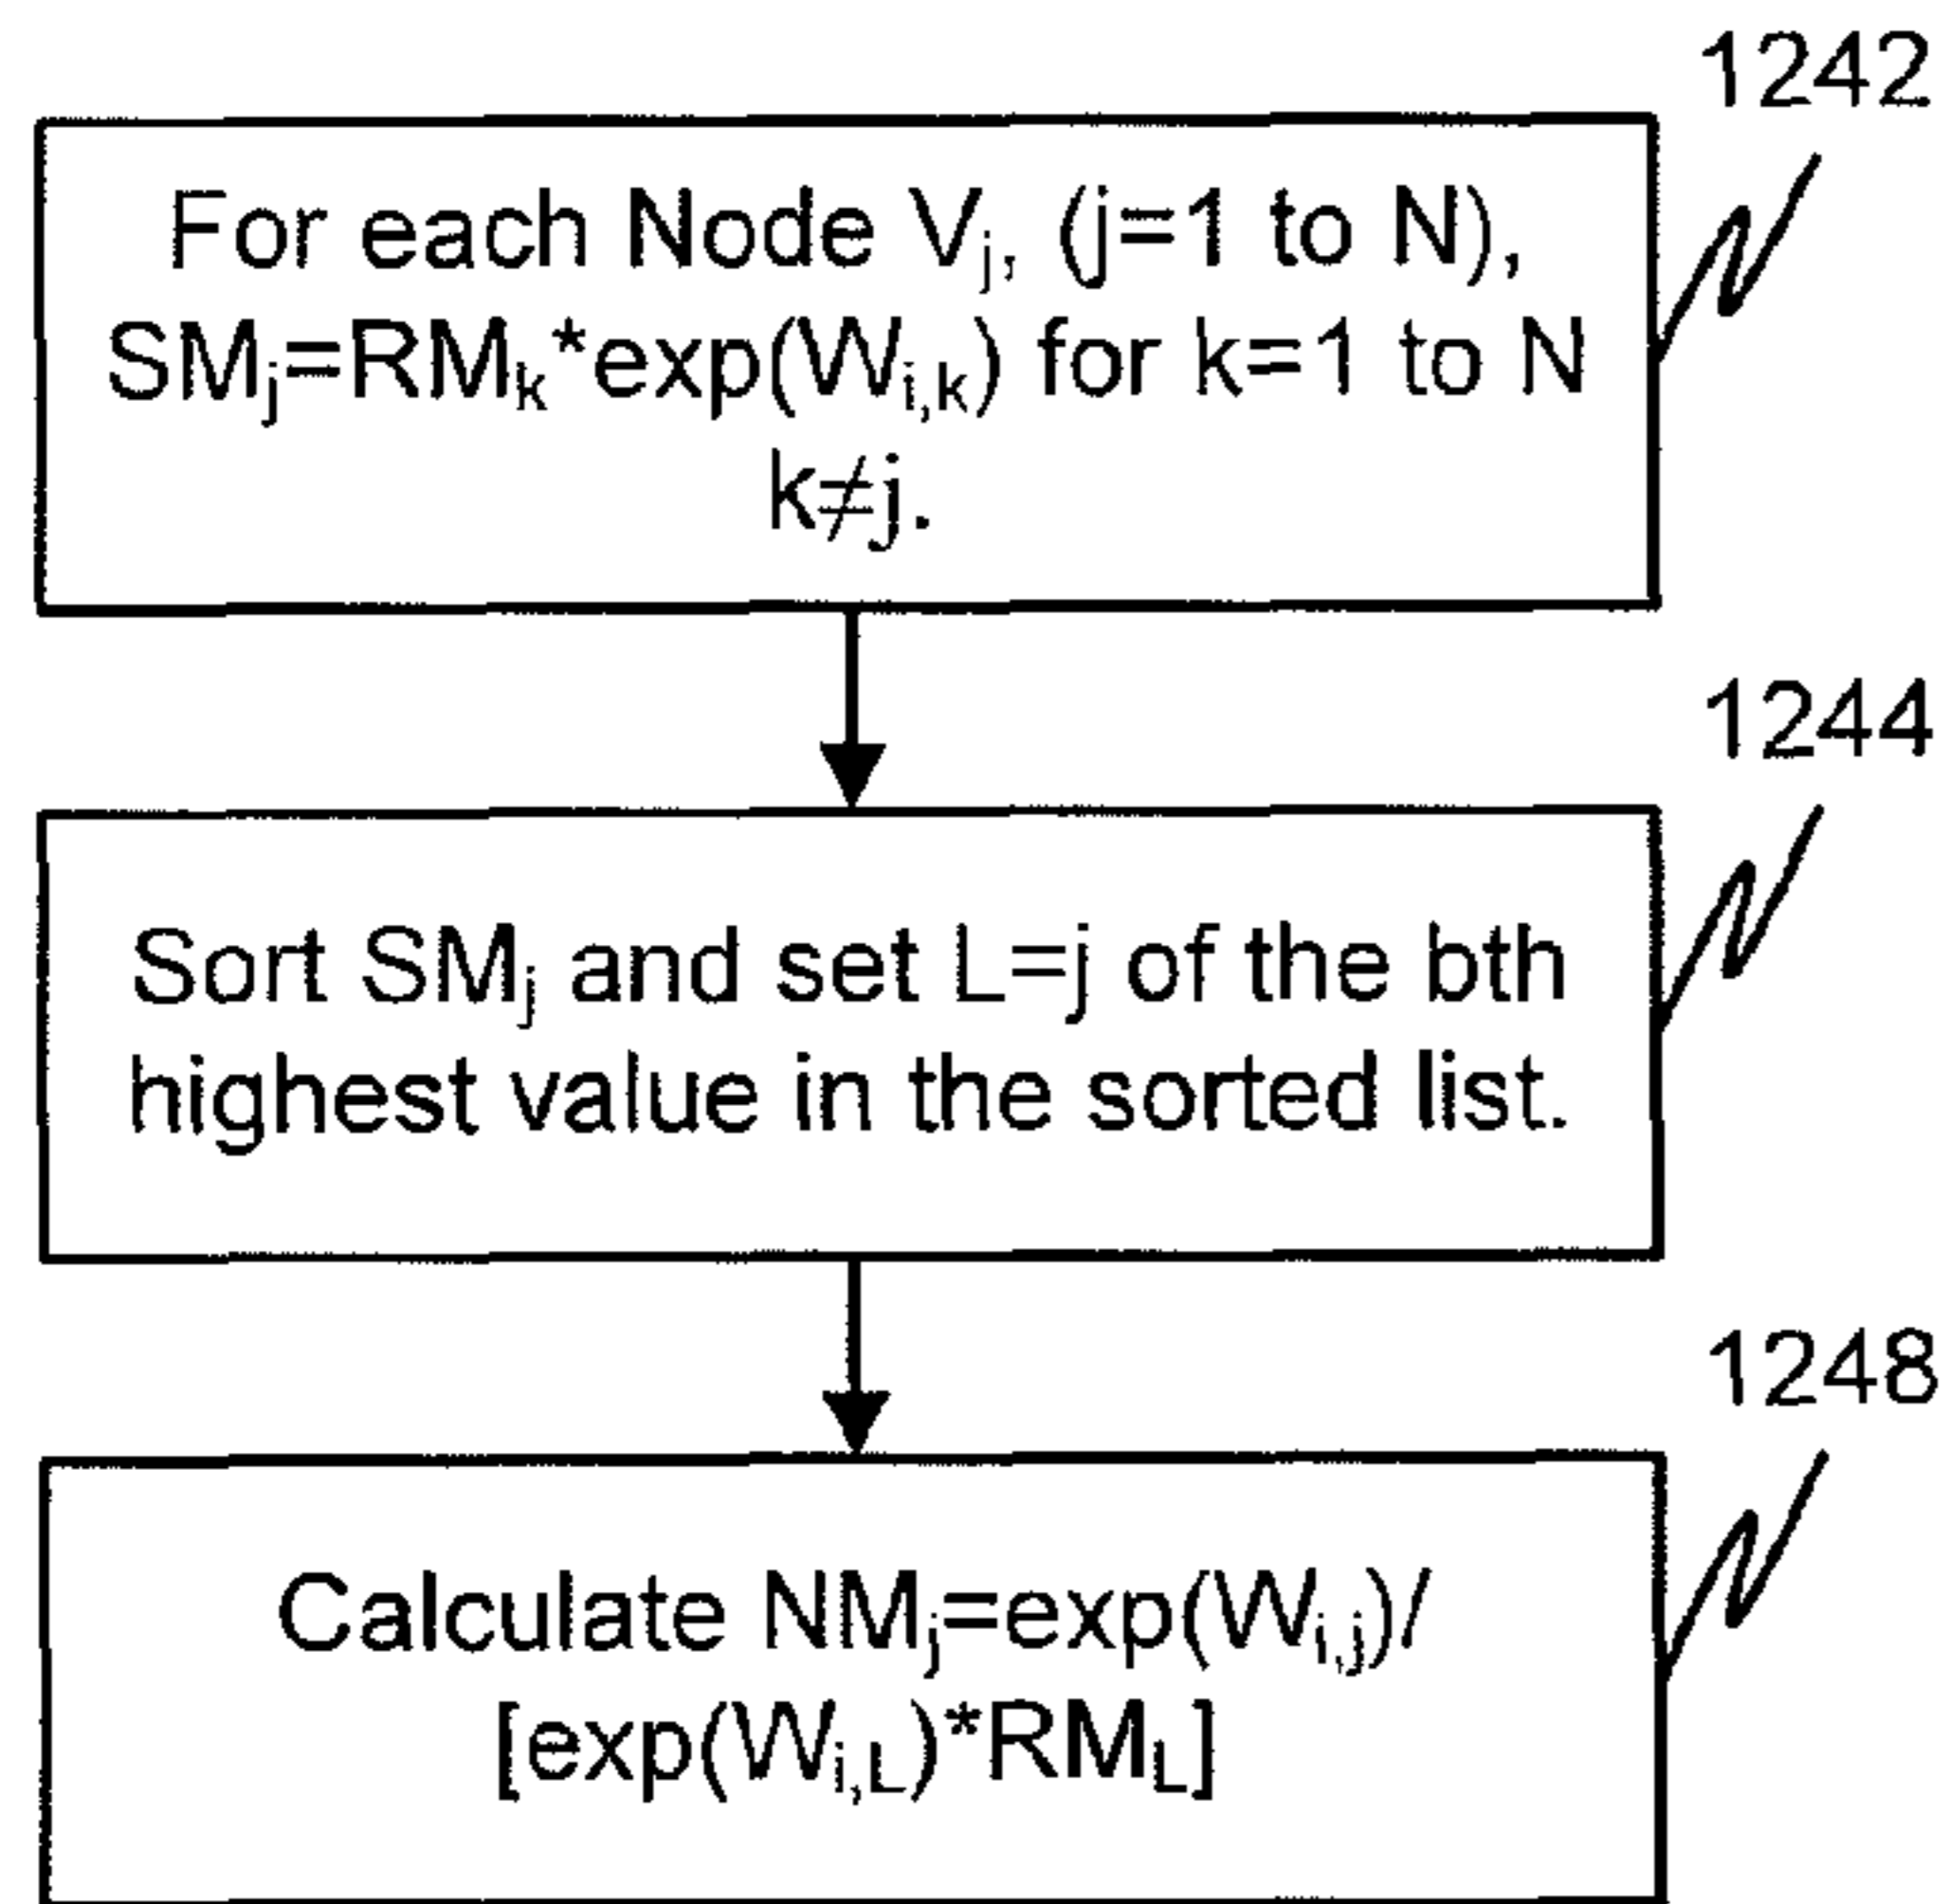 1242
For each Node Vj, (j=1 to N),
SMj=RMk*exp(Wi,k) for k=1 to N
k≠j.
1244
Sort SMj and set L=j of the bth
highest value in the sorted list.
1248
Calculate NMj=exp(Wi,j)/
[exp(Wi,L)*RML]